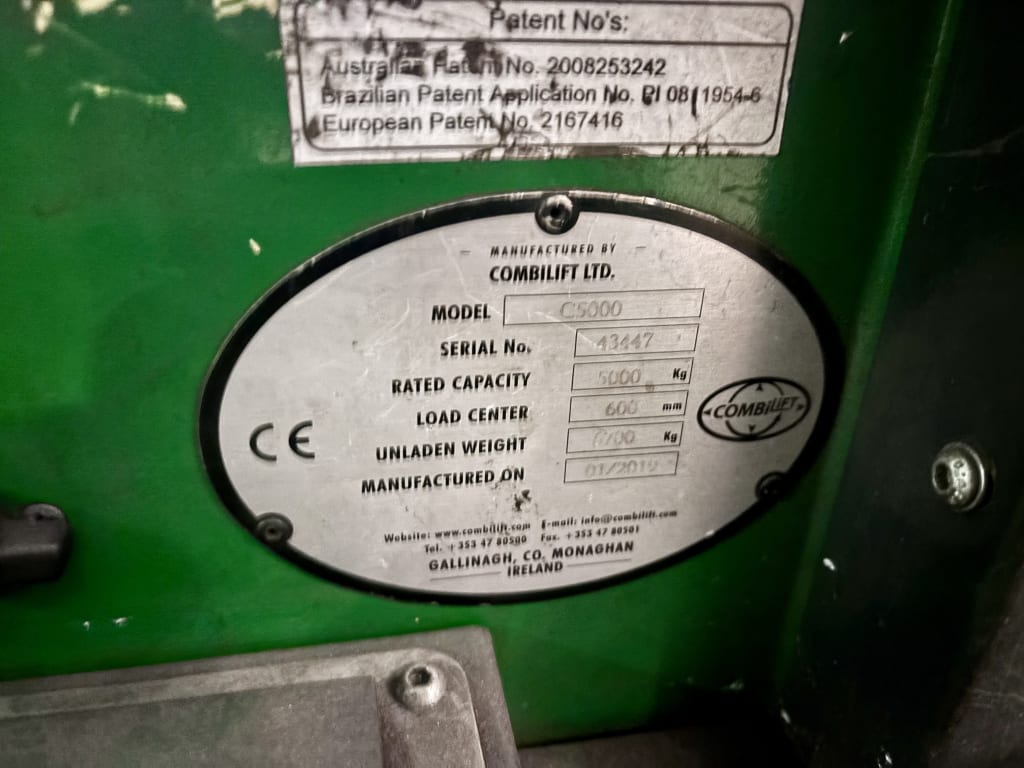 Patent No's:
Australian Patent No. 2008253242
Brazilian Patent Application No. PI 0811954-6
European Patent No. 2167416
MANUFACTURED BY
COMBILIFT LTD.
MODEL C5000
SERIAL No. 43447
RATED CAPACITY 5000 Kg
LOAD CENTER 600 mm
UNLADEN WEIGHT Kg
MANUFACTURED ON 01/2019
CE
COMBiLIFT
Website: www.combilift.com E-mail: info@combilift.com
Tel. +353 47 80500 Fax. +353 47 80501
GALLINAGH, CO. MONAGHAN
IRELAND